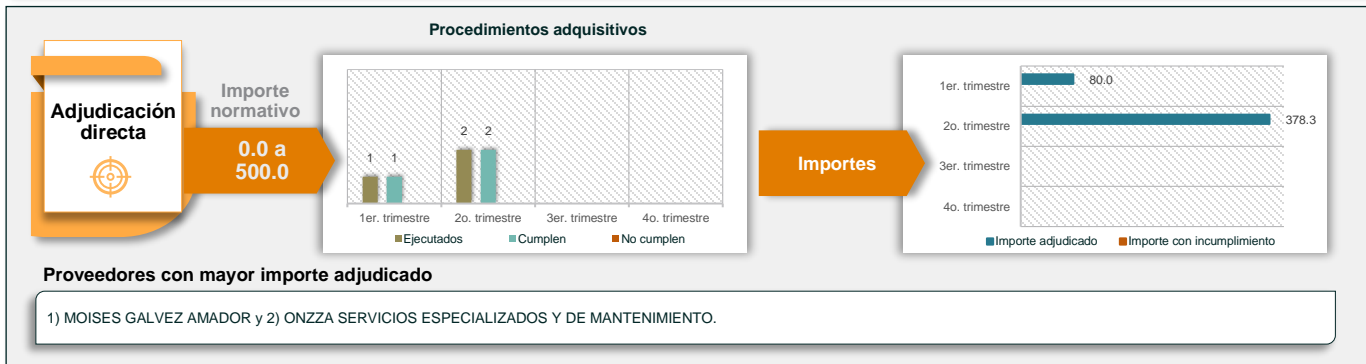 Procedimientos adquisitivos
Adjudicación
directa
Importe
normativo
0.0 a
500.0
1
1
2
2
1er. trimestre
2o. trimestre
3er. trimestre
4o. trimestre
Ejecutados
Cumplen
No cumplen
Importes
1er. trimestre
80.0
2o. trimestre
378.3
3er. trimestre
4o. trimestre
Importe adjudicado
Importe con incumplimiento
Proveedores con mayor importe adjudicado
1) MOISES GALVEZ AMADOR y 2) ONZZA SERVICIOS ESPECIALIZADOS Y DE MANTENIMIENTO.